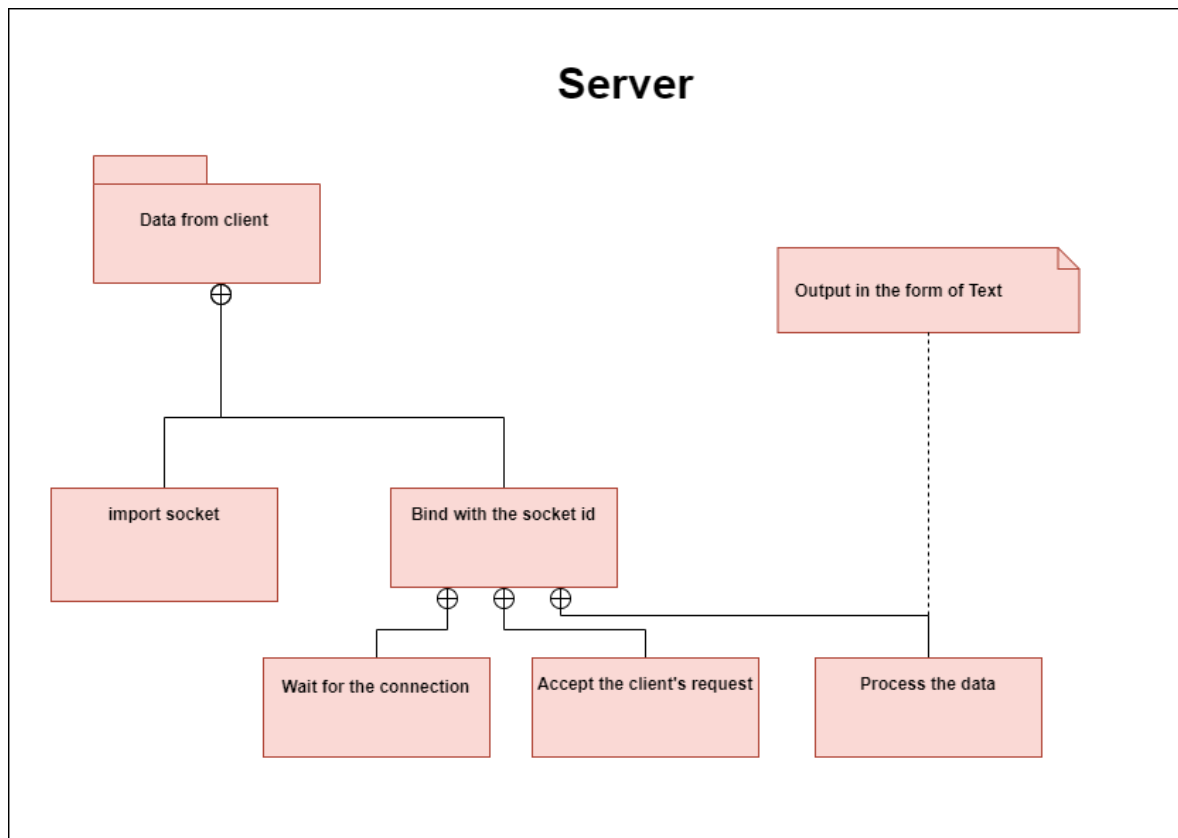 Server
Data from client
Output in the form of Text
import socket
Bind with the socket id
Wait for the connection
Accept the client's request
Process the data